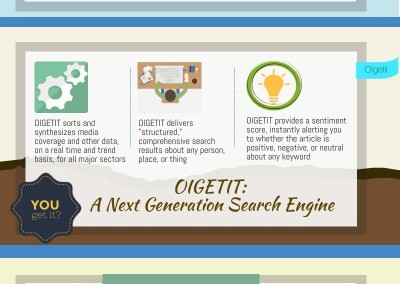 Oigetit
OIGETIT sorts and
synthesizes media
coverage and other data,
on a real time and trend
basis, for all major sectors
OIGETIT delivers
"structured,"
comprehensive search
results about any person,
place, or thing
OIGETIT provides a sentiment
score, instantly alerting you
to whether the article is
positive, negative, or neutral
about any keyword
OIGETIT:
A Next Generation Search Engine
YOU
get it?